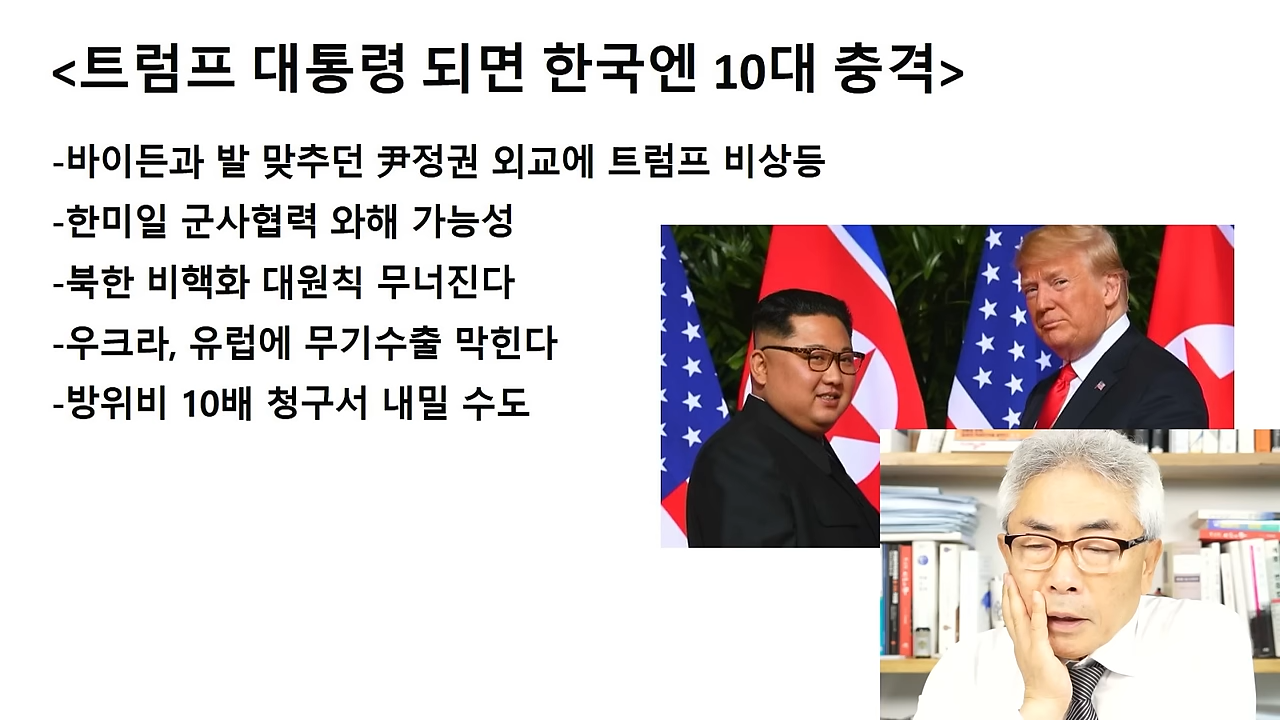 <트럼프 대통령 되면 한국엔 10대 충격>
-바이든과 발 맞추던 尹정권 외교에 트럼프 비상등
-한미일 군사협력 와해 가능성
-북한 비핵화 대원칙 무너진다
-우크라, 유럽에 무기수출 막힌다
-방위비 10배 청구서 내밀 수도